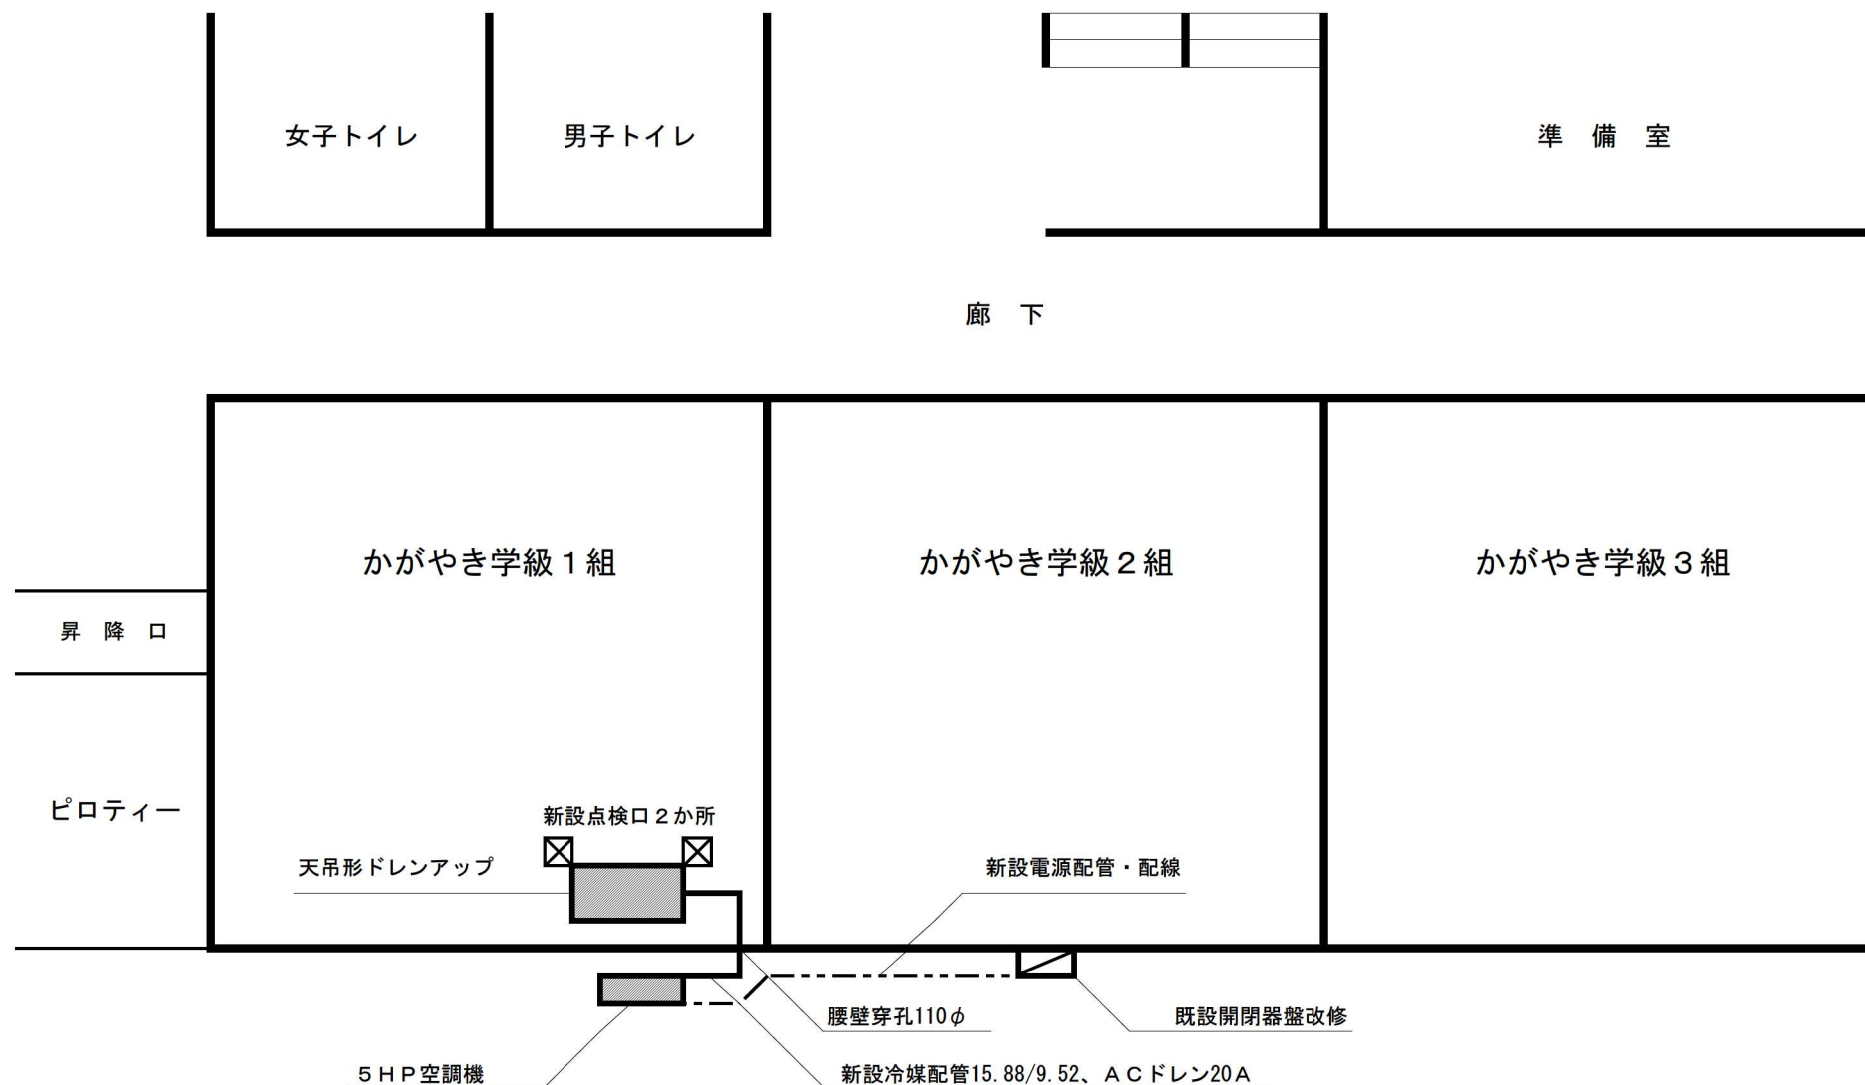 女子トイレ
男子トイレ
準　備　室
廊　下
かがやき学級１組
かがやき学級２組
かがやき学級３組
昇　降　口
ピロティー
新設点検口２か所
天吊形ドレンアップ
新設電源配管・配線
腰壁穿孔110φ
既設開閉器盤改修
５ＨＰ空調機
新設冷媒配管15.88/9.52、ＡＣドレン20Ａ